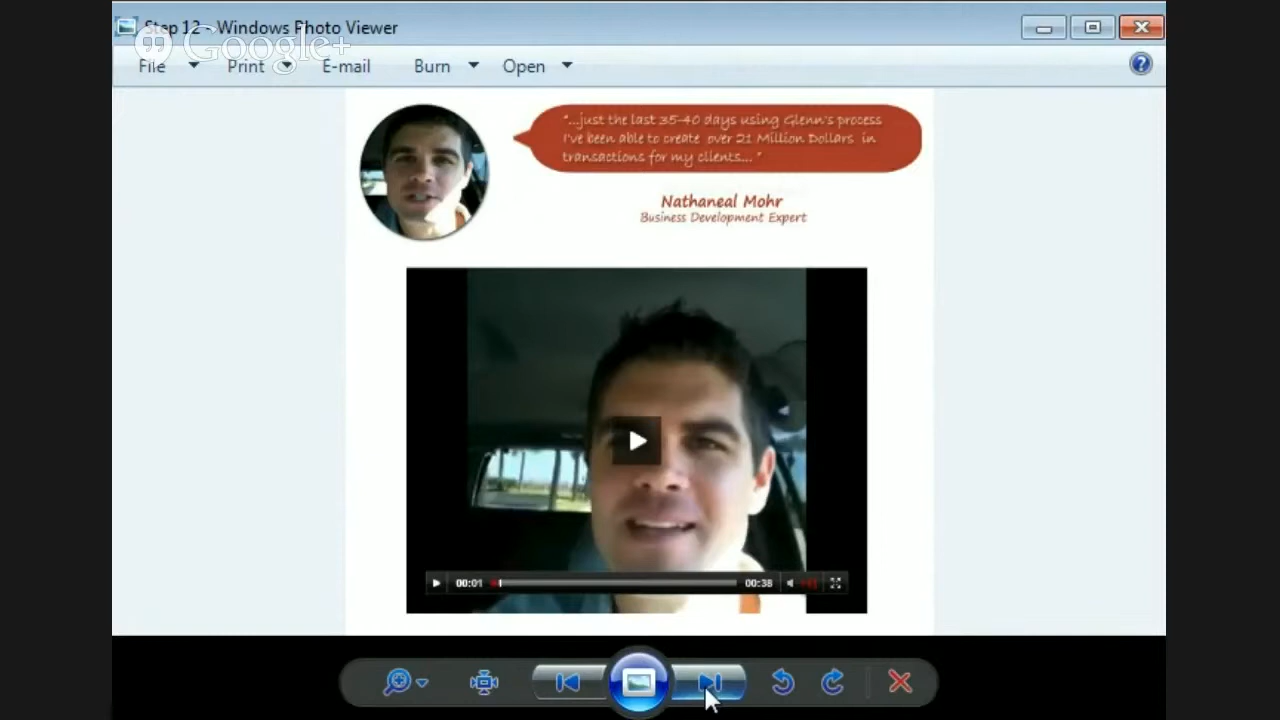 Step 12 - Windows Photo Viewer
Google+
File Print E-mail Burn Open
"...just the last 35-40 days using Glenn's process
I've been able to create over 21 Million Dollars in
transactions for my clients... "
Nathaneal Mohr
Business Development Expert
00:01 00:38